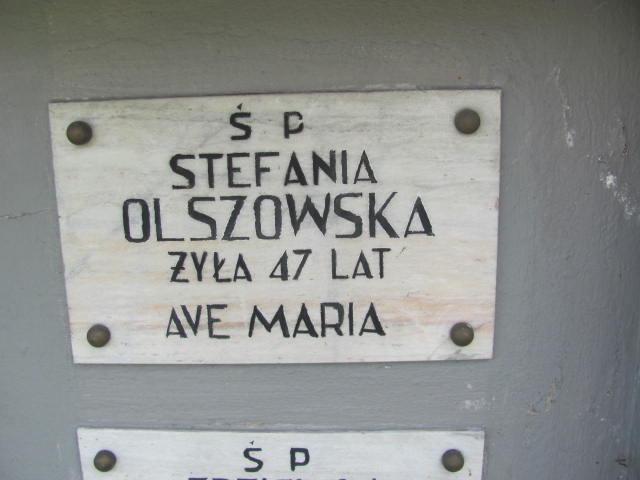 Ś P
STEFANIA
OLSZOWSKA
ŻYŁA 47 LAT
AVE MARIA
Ś P